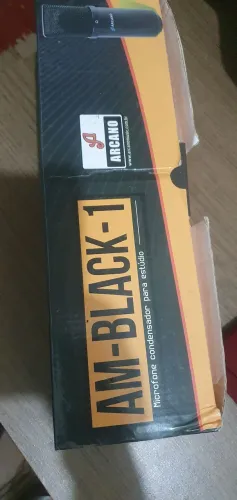 ARCANO
AM-BLACK-1
Microfone condensador para estúdio